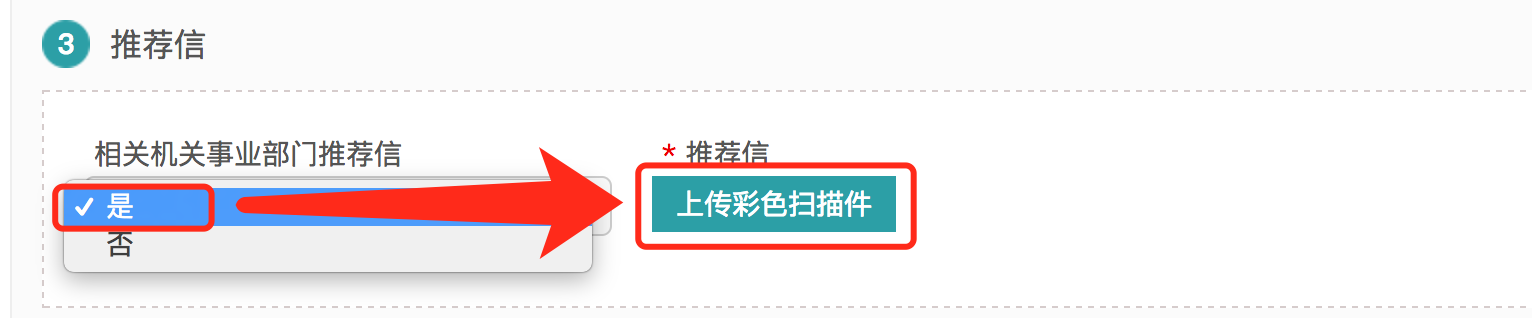 3 推荐信
相关机关事业部门推荐信
* 推荐信
✓ 是
否
上传彩色扫描件